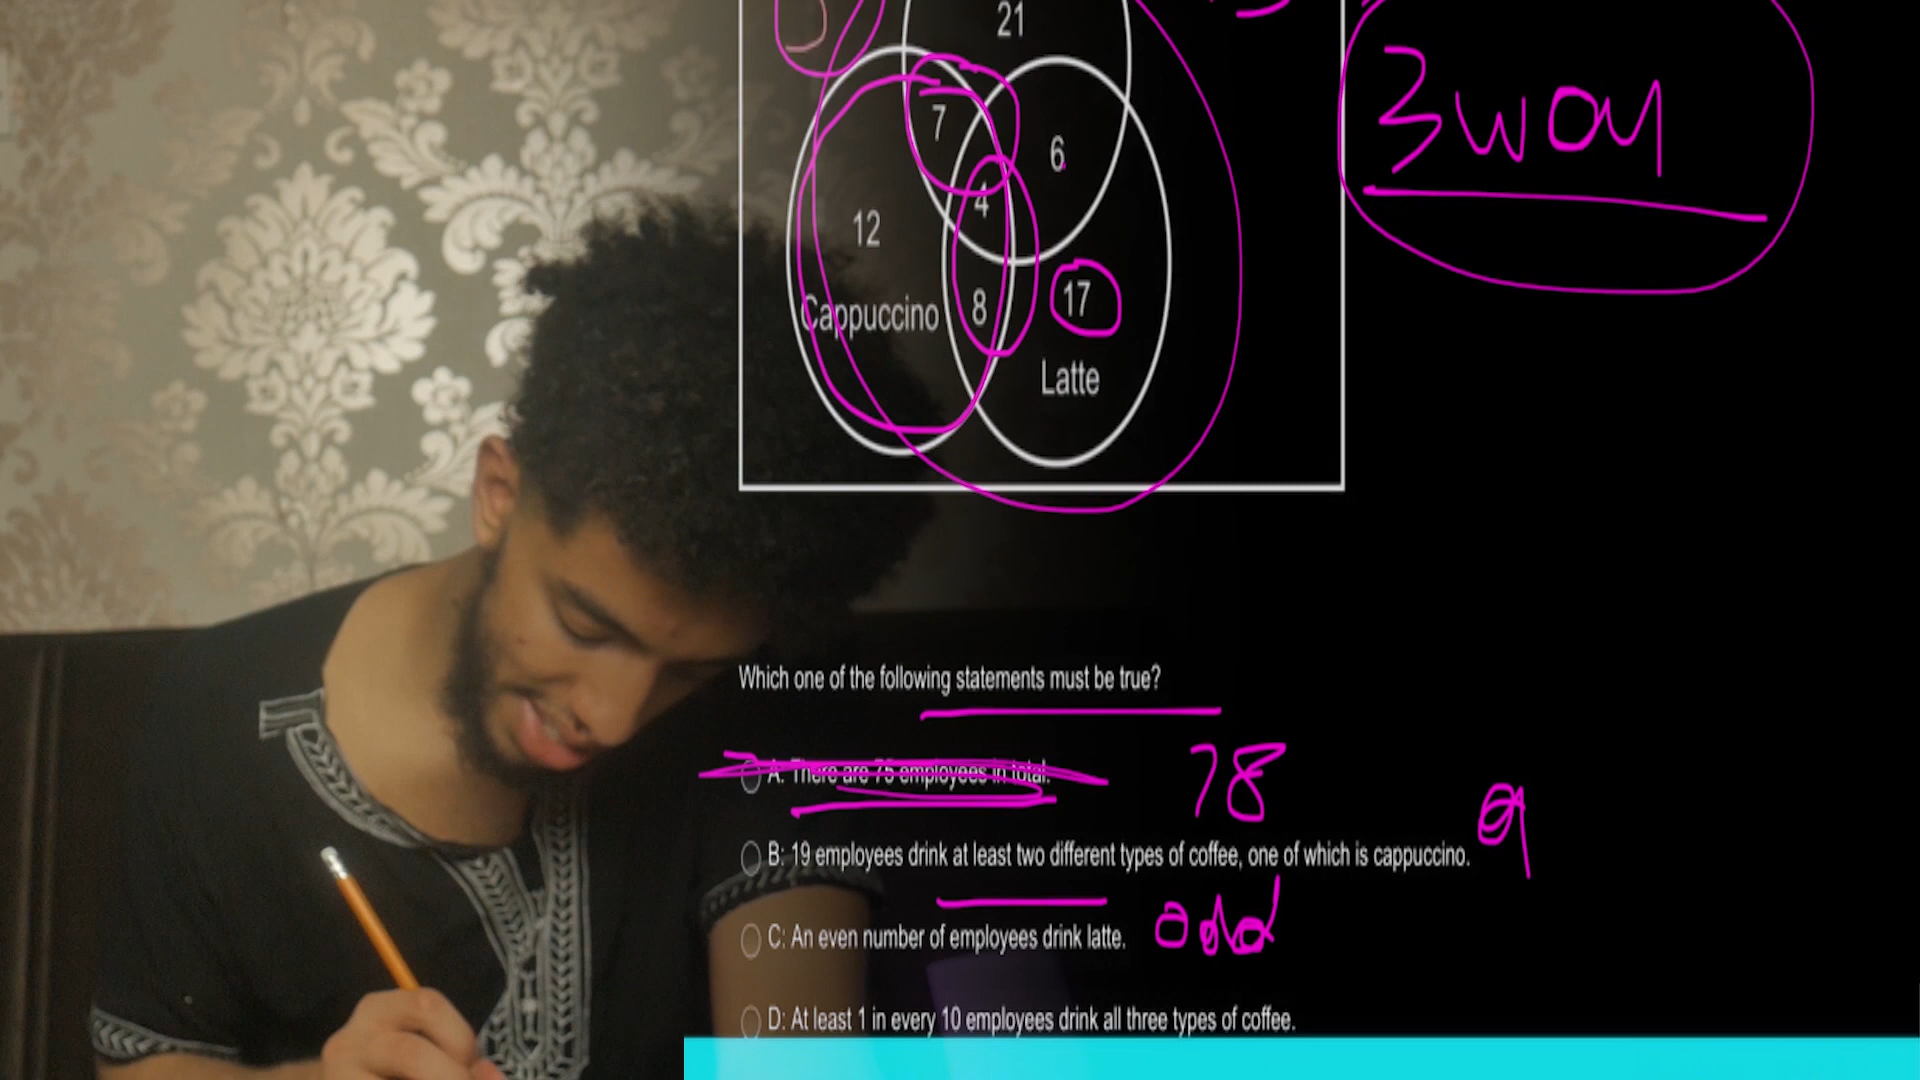 21
3 way
7
6
4
12
8
17
Cappuccino
Latte
Which one of the following statements must be true?
A: There are 75 employees in total.
78
B: 19 employees drink at least two different types of coffee, one of which is cappuccino.
C: An even number of employees drink latte.
odd
D: At least 1 in every 10 employees drink all three types of coffee.